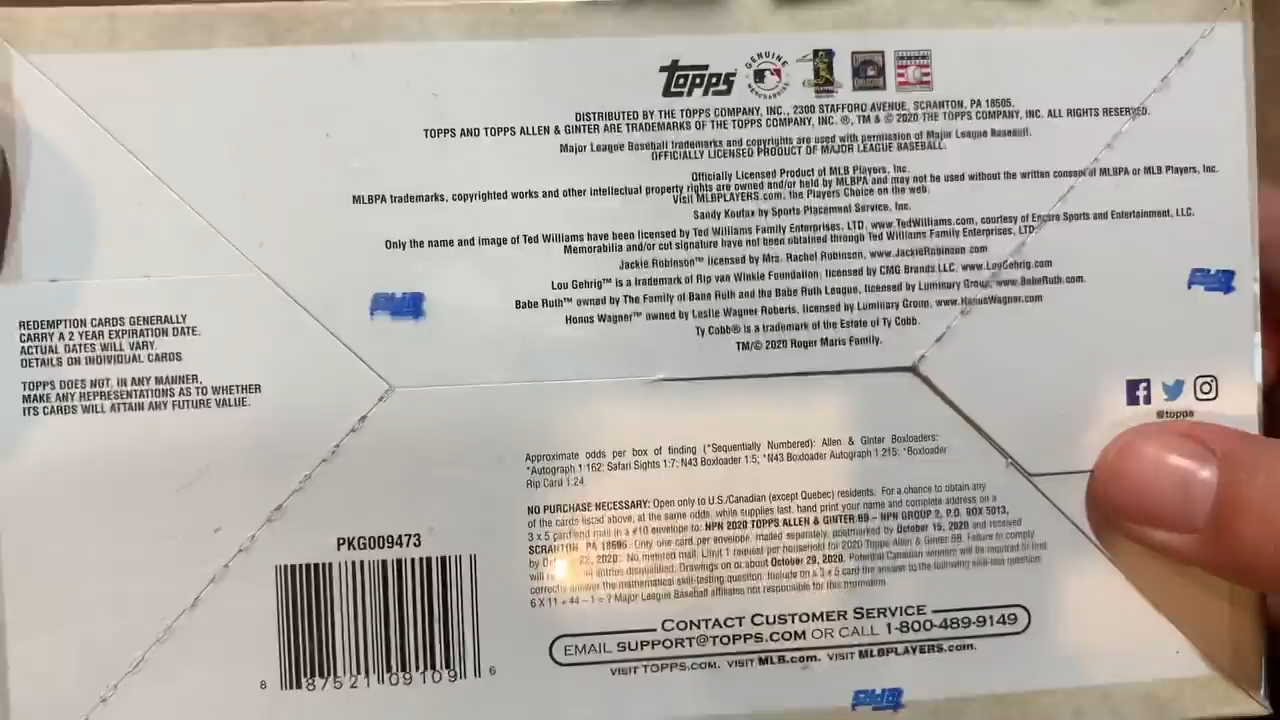 Topps
GENUINE
MERCHANDISE
DISTRIBUTED BY THE TOPPS COMPANY, INC., 2300 STAFFORD AVENUE, SCRANTON, PA 18505.
TOPPS AND TOPPS ALLEN & GINTER ARE TRADEMARKS OF THE TOPPS COMPANY, INC. ®, TM & © 2020 THE TOPPS COMPANY, INC. ALL RIGHTS RESERVED.
Major League Baseball trademarks and copyrights are used with permission of Major League Baseball.
OFFICIALLY LICENSED PRODUCT OF MAJOR LEAGUE BASEBALL.
Officially Licensed Product of MLB Players, Inc.
MLBPA trademarks, copyrighted works and other intellectual property rights are owned and/or held by MLBPA and may not be used without the written consent of MLBPA or MLB Players, Inc.
Visit MLBPLAYERS.com, the Players Choice on the web.
Sandy Koufax by Sports Placement Service, Inc.
Only the name and image of Ted Williams have been licensed by Ted Williams Family Enterprises, LTD, www.TedWilliams.com, courtesy of Encore Sports and Entertainment, LLC.
Memorabilia and/or cut signature have not been obtained through Ted Williams Family Enterprises, LTD.
Jackie Robinson™ licensed by Mrs. Rachel Robinson, www.JackieRobinson.com
Lou Gehrig™ is a trademark of Rip van Winkle Foundation, licensed by CMG Brands LLC. www.LouGehrig.com
Babe Ruth™ owned by The Family of Babe Ruth and the Babe Ruth League, licensed by Luminary Group, www.BabeRuth.com.
Honus Wagner™ owned by Leslie Wagner Roberts, licensed by Luminary Group, www.HonusWagner.com
Ty Cobb® is a trademark of the Estate of Ty Cobb.
TM/© 2020 Roger Maris Family.
REDEMPTION CARDS GENERALLY
CARRY A 2 YEAR EXPIRATION DATE.
ACTUAL DATES WILL VARY.
DETAILS ON INDIVIDUAL CARDS
TOPPS DOES NOT, IN ANY MANNER,
MAKE ANY REPRESENTATIONS AS TO WHETHER
ITS CARDS WILL ATTAIN ANY FUTURE VALUE.
@topps
Approximate odds per box of finding (*Sequentially Numbered): Allen & Ginter Boxloaders:
*Autograph 1:162; Safari Sights 1:7; N43 Boxloader 1:5; *N43 Boxloader Autograph 1:215; *Boxloader
Rip Card 1:24.
NO PURCHASE NECESSARY: Open only to U.S./Canadian (except Quebec) residents. For a chance to obtain any
of the cards listed above, at the same odds, while supplies last, hand print your name and complete address on a
3 x 5 card and mail in a #10 envelope to: NPN 2020 TOPPS ALLEN & GINTER BB – NPN GROUP 2, P.O. BOX 5013,
SCRANTON, PA 18505. Only one card per envelope, mailed separately, postmarked by October 15, 2020 and received
by 22, 2020. No metered mail. Limit 1 request per household for 2020 Topps Allen & Ginter BB. Failure to comply
will entries disqualified. Drawings on or about October 29, 2020. Potential Canadian winners will be required to
correctly answer the mathematical skill-testing question. Include on a 3 x 5 card the answer to the following skill-test question:
6 X 11 + 44 – 1 = ? Major League Baseball affiliates not responsible for this promotion.
PKG009473
8 87521 09109 6
CONTACT CUSTOMER SERVICE
EMAIL SUPPORT@TOPPS.COM OR CALL 1-800-489-9149
VISIT TOPPS.COM. VISIT MLB.com. VISIT MLBPLAYERS.com.